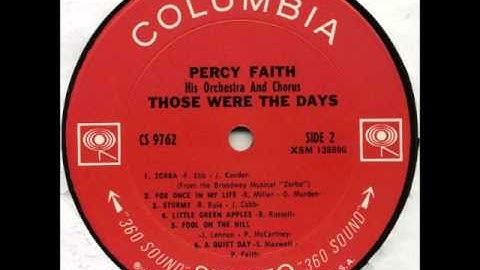 COLUMBIA
PERCY FAITH
His Orchestra And Chorus
THOSE WERE THE DAYS
CS 9762
SIDE 2
XSM 138896
1. ZORBA -F. Ebb - J. Kander-
(From the Broadway Musical "Zorba")
2. FOR ONCE IN MY LIFE -R. Miller - O. Murden-
3. STORMY -B. Buie - J. Cobb-
4. LITTLE GREEN APPLES -B. Russell-
5. FOOL ON THE HILL
-J. Lennon - P. McCartney-
6. A QUIET DAY -S. Maxwell -
P. Faith-
"360 SOUND"
"360 SOUND"